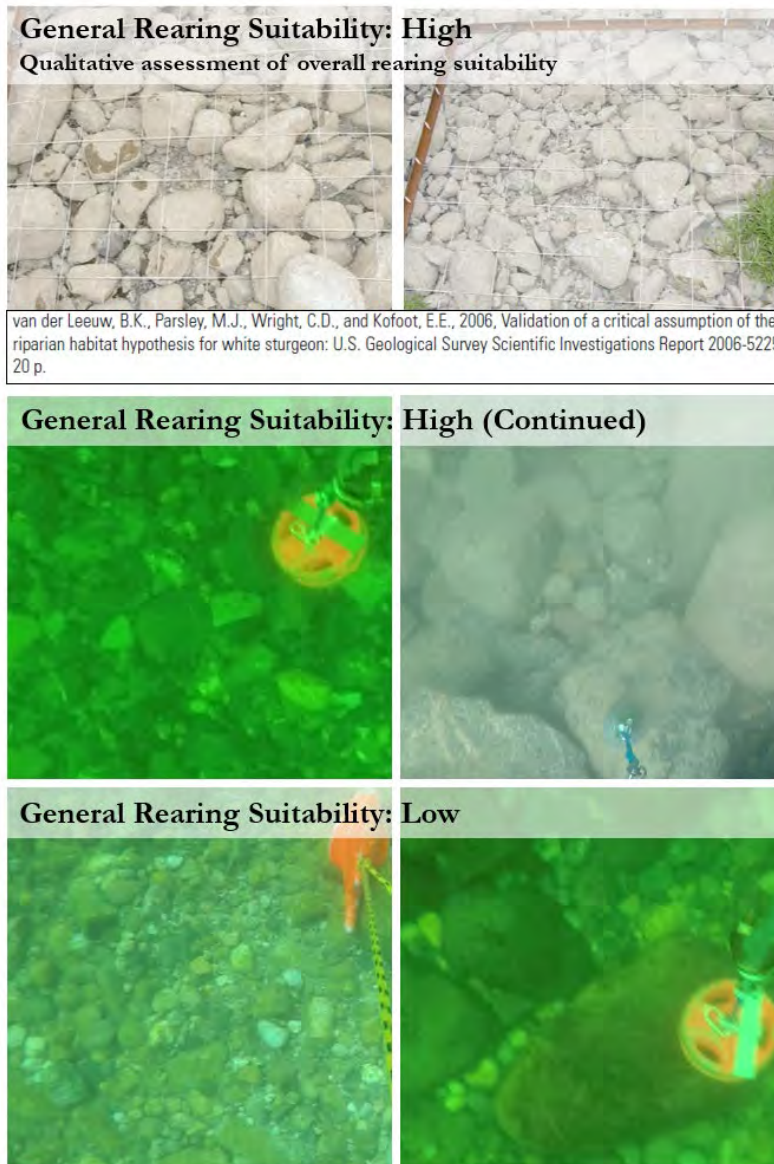 General Rearing Suitability: High
Qualitative assessment of overall rearing suitability
van der Leeuw, B.K., Parsley, M.J., Wright, C.D., and Kofoot, E.E., 2006, Validation of a critical assumption of the
riparian habitat hypothesis for white sturgeon: U.S. Geological Survey Scientific Investigations Report 2006-5225
20 p.
General Rearing Suitability: High (Continued)
General Rearing Suitability: Low